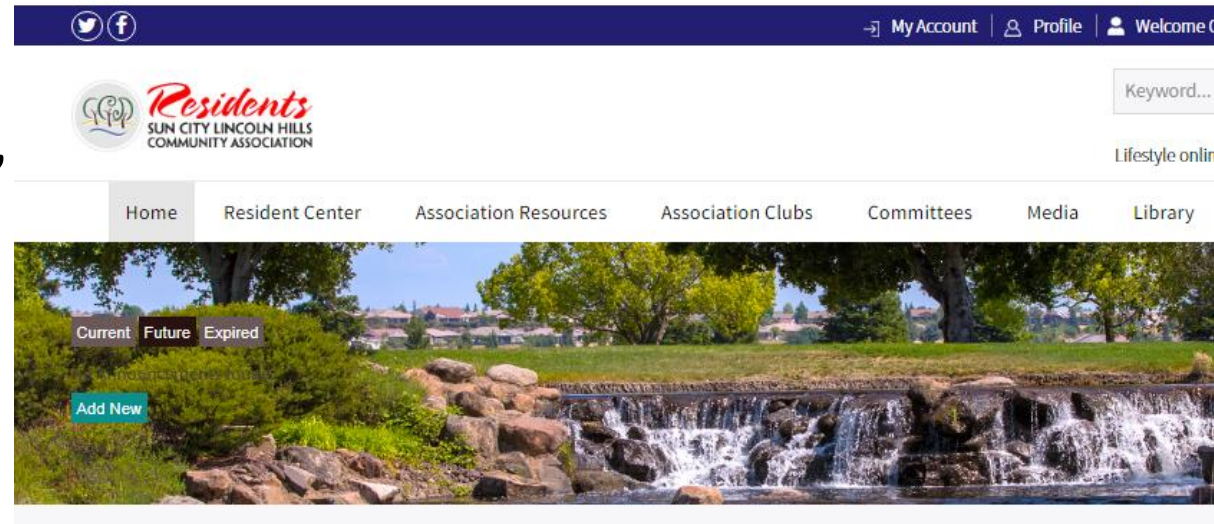 My Account Profile Welcome
Residents
SUN CITY LINCOLN HILLS
COMMUNITY ASSOCIATION
Keyword...
Lifestyle
Home Resident Center Association Resources Association Clubs Committees Media Library
Current Future Expired
Add New